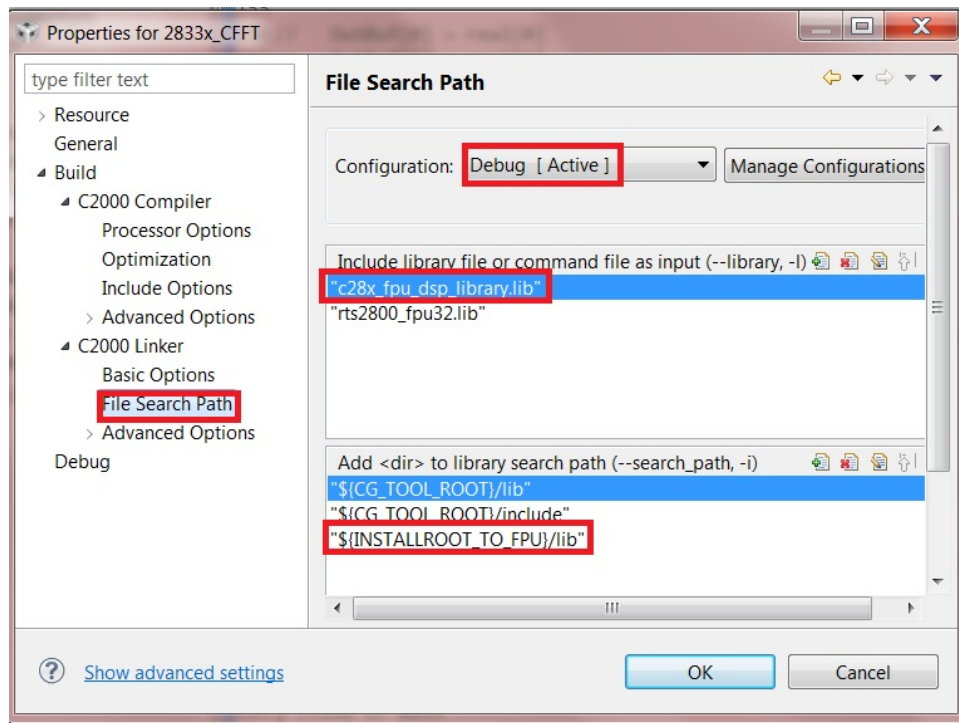 Properties for 2833x_CFFT
type filter text
Resource
General
Build
C2000 Compiler
Processor Options
Optimization
Include Options
Advanced Options
C2000 Linker
Basic Options
File Search Path
Advanced Options
Debug
File Search Path
Configuration: Debug [ Active ]
Manage Configurations
Include library file or command file as input (--library, -l)
"c28x_fpu_dsp_library.lib"
"rts2800_fpu32.lib"
Add <dir> to library search path (--search_path, -i)
"${CG_TOOL_ROOT}/lib"
"${CG_TOOL_ROOT}/include"
"${INSTALLROOT_TO_FPU}/lib"
Show advanced settings
OK
Cancel